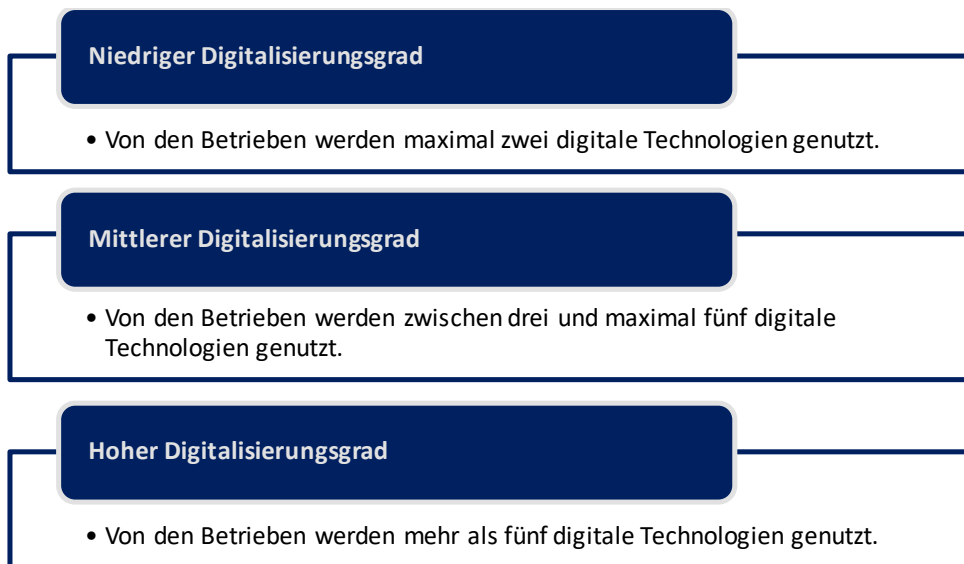 Niedriger Digitalisierungsgrad
• Von den Betrieben werden maximal zwei digitale Technologien genutzt.
Mittlerer Digitalisierungsgrad
• Von den Betrieben werden zwischen drei und maximal fünf digitale
Technologien genutzt.
Hoher Digitalisierungsgrad
• Von den Betrieben werden mehr als fünf digitale Technologien genutzt.